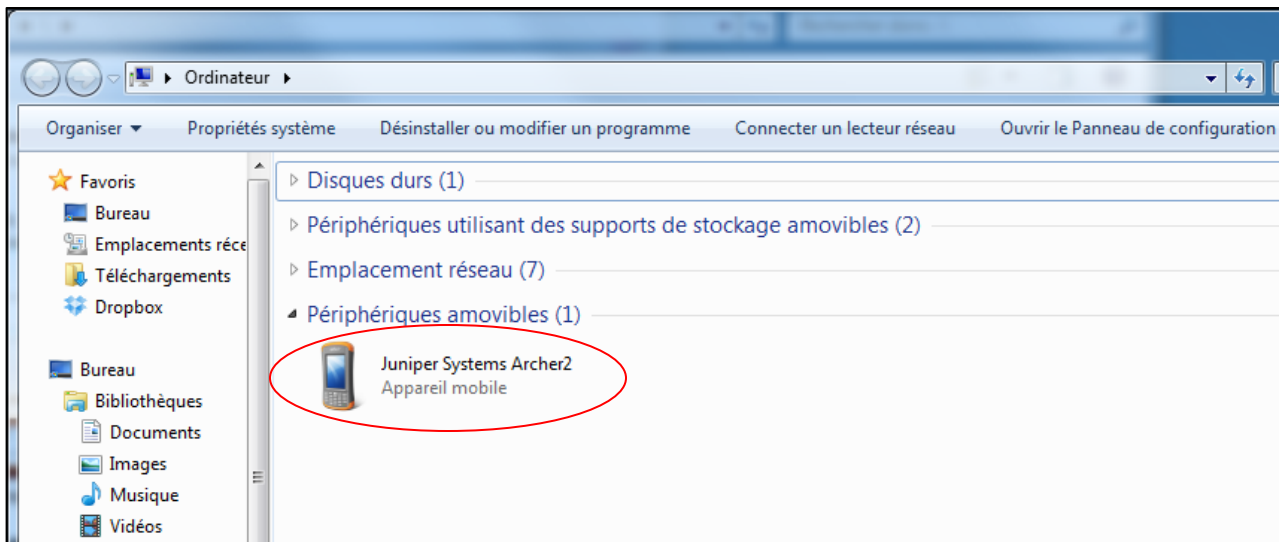 Ordinateur
Organiser Propriétés système Désinstaller ou modifier un programme Connecter un lecteur réseau Ouvrir le Panneau de configuration
Favoris
Bureau
Emplacements réce
Téléchargements
Dropbox
Bureau
Bibliothèques
Documents
Images
Musique
Vidéos
Disques durs (1)
Périphériques utilisant des supports de stockage amovibles (2)
Emplacement réseau (7)
Périphériques amovibles (1)
Juniper Systems Archer2
Appareil mobile